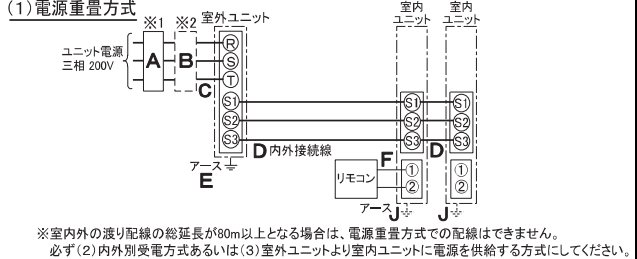 (1)電源重畳方式
※1 ※2 室外ユニット 室内ユニット 室内ユニット
ユニット電源
三相 200V
A B C
R
S
T
S1 S1 S1
S2 S2 S2
S3 S3 S3
D 内外接続線 F D
アース
E
リモコン ① ①
② ②
アース J J
※室内外の渡り配線の総延長が80m以上となる場合は、電源重畳方式での配線はできません。
必ず(2)内外別受電方式あるいは(3)室外ユニットより室内ユニットに電源を供給する方式にしてください。